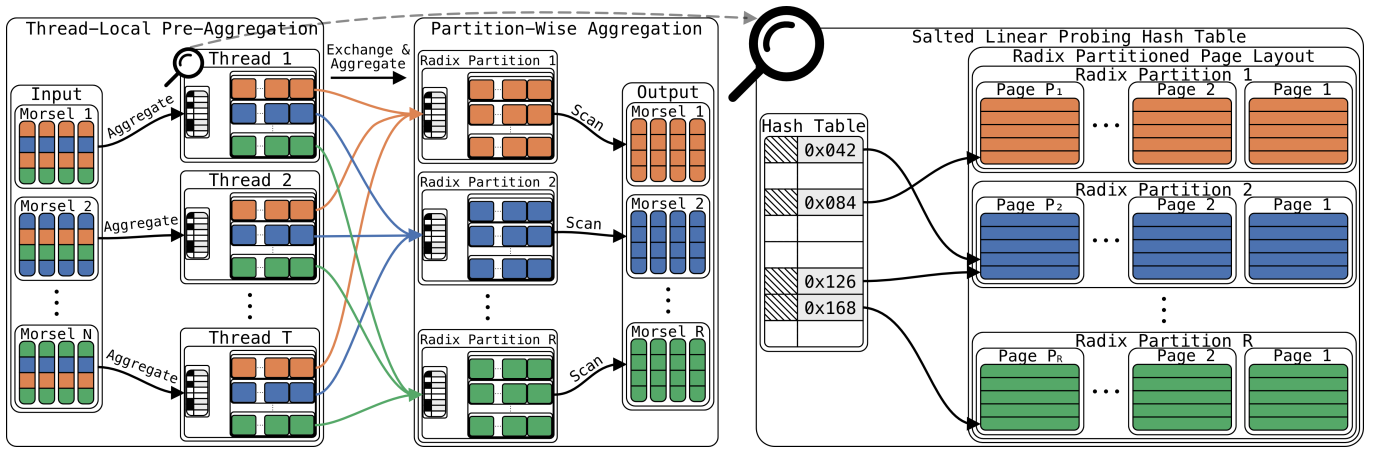 Thread-Local Pre-Aggregation
Input
Morsel 1
Morsel 2
Morsel N
Aggregate
Aggregate
Aggregate
Thread 1
Thread 2
Thread T
Exchange &
Aggregate
Partition-Wise Aggregation
Radix Partition 1
Radix Partition 2
Radix Partition R
Scan
Scan
Scan
Output
Morsel 1
Morsel 2
Morsel R
Salted Linear Probing Hash Table
Hash Table
0x042
0x084
0x126
0x168
Radix Partitioned Page Layout
Radix Partition 1
Page P₁ Page 2 Page 1
Radix Partition 2
Page P₂ Page 2 Page 1
Radix Partition R
Page Pʀ Page 2 Page 1